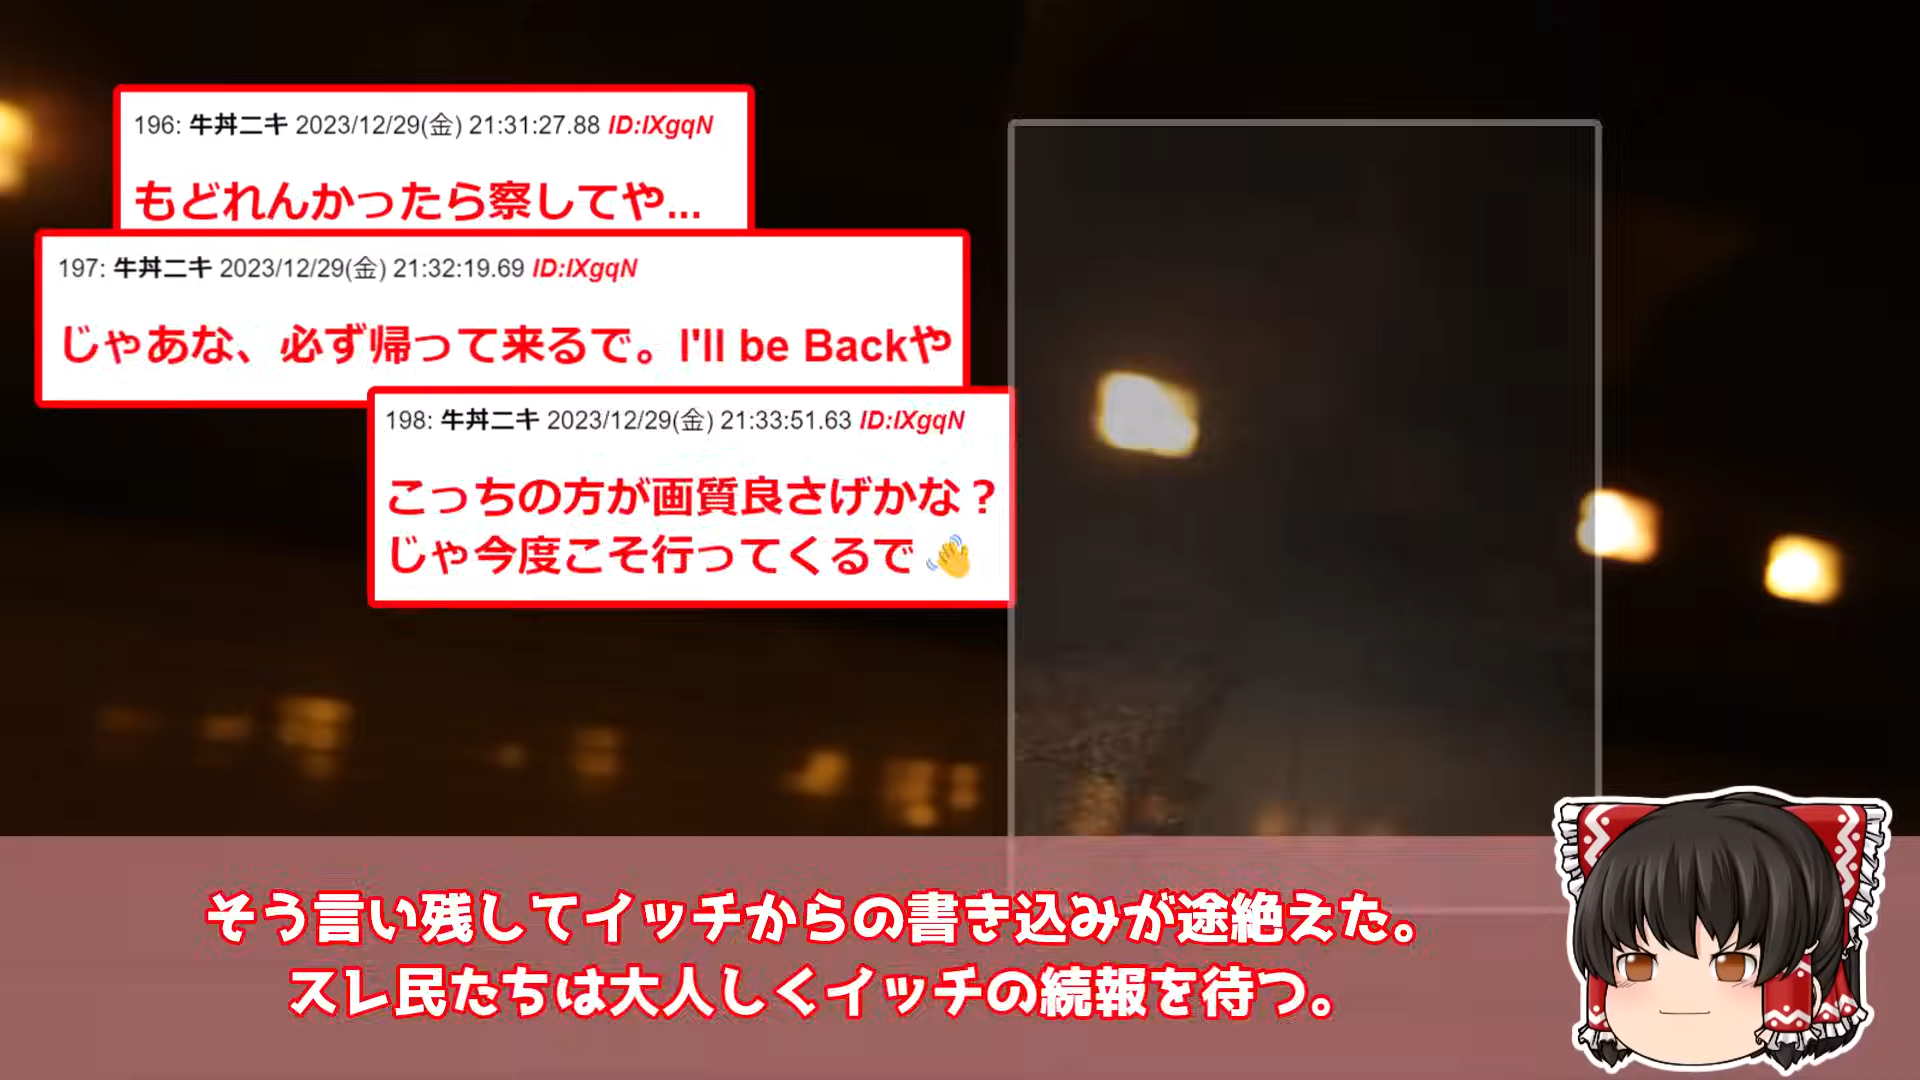 196: 牛丼ニキ 2023/12/29(金) 21:31:27.88 ID:IXgqN
もどれんかったら察してや...
197: 牛丼ニキ 2023/12/29(金) 21:32:19.69 ID:IXgqN
じゃあな、必ず帰って来るで。I'll be Backや
198: 牛丼ニキ 2023/12/29(金) 21:33:51.63 ID:IXgqN
こっちの方が画質良さげかな？
じゃ今度こそ行ってくるで👋
そう言い残してイッチからの書き込みが途絶えた。
スレ民たちは大人しくイッチの続報を待つ。